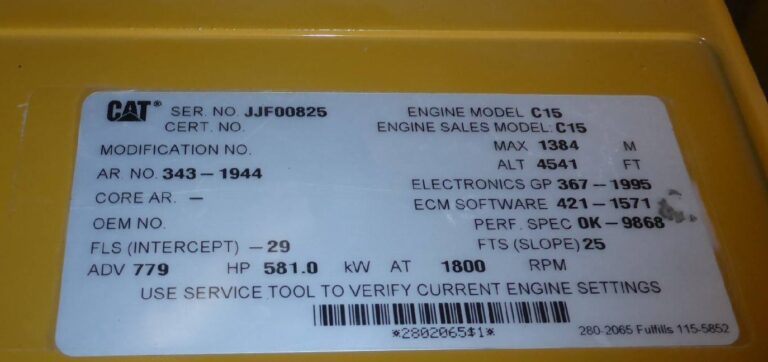 CAT® SER. NO. JJF00825 ENGINE MODEL C15
CERT. NO. ENGINE SALES MODEL: C15
MODIFICATION NO. MAX 1384 M
AR. NO. 343-1944 ALT 4541 FT
CORE AR. - ELECTRONICS GP 367-1995
OEM NO. ECM SOFTWARE 421-1571
PERF. SPEC 0K-9868
FLS (INTERCEPT) -29 FTS (SLOPE) 25
ADV 779 HP 581.0 kW AT 1800 RPM
USE SERVICE TOOL TO VERIFY CURRENT ENGINE SETTINGS
*2802065$1*
280-2065 Fulfills 115-5852